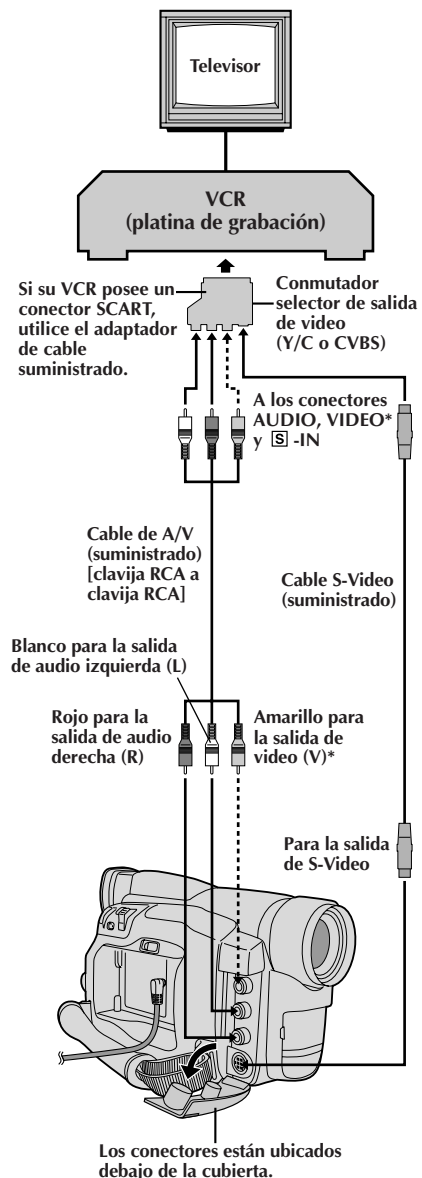 Televisor
VCR
(platina de grabación)
Si su VCR posee un
conector SCART,
utilice el adaptador
de cable
suministrado.
Conmutador
selector de salida
de video
(Y/C o CVBS)
A los conectores
AUDIO, VIDEO*
y S -IN
Cable de A/V
(suministrado)
[clavija RCA a
clavija RCA]
Cable S-Video
(suministrado)
Blanco para la salida
de audio izquierda (L)
Rojo para la
salida de audio
derecha (R)
Amarillo para
la salida de
video (V)*
Para la salida
de S-Video
Los conectores están ubicados
debajo de la cubierta.